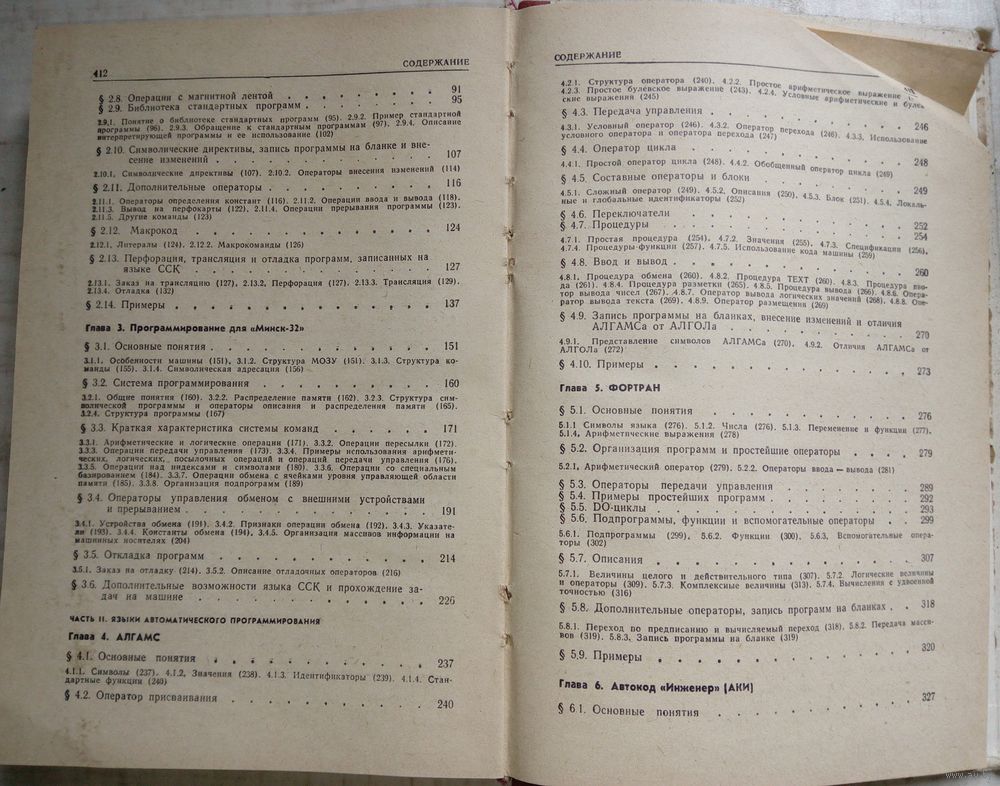 412
СОДЕРЖАНИЕ
§ 2.8. Операции с магнитной лентой . . . . . . . . 91
§ 2.9. Библиотека стандартных программ . . . . . . . 95
2.9.1. Понятие о библиотеке стандартных программ (95). 2.9.2. Пример стандартной
программы (96). 2.9.3. Обращение к стандартным программам (97). 2.9.4. Описание
интерпретирующей программы и ее использование (102)
§ 2.10. Символические директивы, запись программы на бланке и вне-
сение изменений . . . . . . . . . . 107
2.10.1. Символические директивы (107). 2.10.2. Операторы внесения изменений (114)
§ 2.11. Дополнительные операторы . . . . . . . . . 116
2.11.1. Операторы определения констант (116). 2.11.2. Операторы ввода и вывода (118).
2.11.3. Вывод на перфокарты (122). 2.11.4. Операторы прерывания программы (123).
2.11.5. Другие команды (123)
§ 2.12. Макрокод . . . . . . . . . . . 124
2.12.1. Литералы (124). 2.12.2. Макрокоманды (126)
§ 2.13. Перфорация, трансляция и отладка программ, записанных на
языке ССК . . . . . . . . . . . 127
2.13.1. Заказ на трансляцию (127). 2.13.2. Перфорация (127). 2.13.3. Трансляция (129).
2.13.4. Отладка (132)
§ 2.14. Примеры . . . . . . . . . . . 137
Глава 3. Программирование для «Минск-32»
§ 3.1. Основные понятия . . . . . . . . . . 151
3.1.1. Особенности машины (151). 3.1.2. Структура МОЗУ (151). 3.1.3. Структура ко-
манды (155). 3.1.4. Символическая адресация (156)
§ 3.2. Система программирования . . . . . . . . 160
3.2.1. Общие понятия (160). 3.2.2. Распределение памяти (162). 3.2.3. Структура сим-
волической программы и операторы описания и распределения памяти (165).
3.2.4. Структура программы (167)
§ 3.3. Краткая характеристика системы команд . . . . . 171
3.3.1. Арифметические и логические операции (171). 3.3.2. Операции пересылки (172).
3.3.3. Операции передачи управления (173). 3.3.4. Примеры использования арифмети-
ческих, логических, посылочных операций и операций передачи управления (176).
3.3.5. Операции над индексами и символами (180). 3.3.6. Операции со специальным
базированием (184). 3.3.7. Операции обмена с ячейками уровня управляющей области
памяти (185). 3.3.8. Организация подпрограмм (189)
§ 3.4. Операторы управления обменом с внешними устройствами
и прерыванием . . . . . . . . . . . 191
3.4.1. Устройства обмена (191). 3.4.2. Признаки операции обмена (192). 3.4.3. Указате-
ли (193). 3.4.4. Константы обмена (194). 3.4.5. Организация массивов информации на
машинных носителях (204)
§ 3.5. Откладка программ . . . . . . . . . . 214
3.5.1. Заказ на отладку (214). 3.5.2. Описание отладочных операторов (216)
§ 3.6. Дополнительные возможности языка ССК и прохождение за-
дач на машине . . . . . . . . . . . 226
ЧАСТЬ II. ЯЗЫКИ АВТОМАТИЧЕСКОГО ПРОГРАММИРОВАНИЯ
Глава 4. АЛГАМС
§ 4.1. Основные понятия . . . . . . . . . . 237
4.1.1. Символы (237). 4.1.2. Значения (238). 4.1.3. Идентификаторы (239). 4.1.4. Стан-
дартные функции (240)
§ 4.2. Оператор присваивания . . . . . . . . . 240
СОДЕРЖАНИЕ
4.2.1. Структура оператора (240). 4.2.2. Простое арифметическое выражение
4.2.3. Простое булевское выражение (243). 4.2.4. Условные арифметические и булев-
ские выражения (245)
§ 4.3. Передача управления . . . . . . . . . . 246
4.3.1. Условный оператор (246). 4.3.2. Оператор перехода (246). 4.3.3. Использование
условного оператора и оператора перехода (247)
§ 4.4. Оператор цикла . . . . . . . . . . . 248
4.4.1. Простой оператор цикла (248). 4.4.2. Обобщенный оператор цикла (249)
§ 4.5. Составные операторы и блоки . . . . . . . . 249
4.5.1. Сложный оператор (249). 4.5.2. Описания (250). 4.5.3. Блок (251). 4.5.4. Локаль-
ные и глобальные идентификаторы (252)
§ 4.6. Переключатели . . . . . . . . . . . 252
§ 4.7. Процедуры . . . . . . . . . . . . 254
4.7.1. Простая процедура (254). 4.7.2. Значения (255). 4.7.3. Спецификации (256).
4.7.4. Процедуры-функции (257). 4.7.5. Использование кода машины (259)
§ 4.8. Ввод и вывод . . . . . . . . . . . 260
4.8.1. Процедура обмена (260). 4.8.2. Процедура TEXT (260). 4.8.3. Процедура вво-
да (261). 4.8.4. Процедура разметки (265). 4.8.5. Процедура вывода (266). 4.8.6. Опера-
тор вывода чисел (267). 4.8.7. Оператор вывода логических значений (268). 4.8.8. Опе-
ратор вывода текста (269). 4.8.9. Оператор размещения (269)
§ 4.9. Запись программы на бланках, внесение изменений и отличия
АЛГАМСа от АЛГОЛа . . . . . . . . . . 270
4.9.1. Представление символов АЛГАМСа (270). 4.9.2. Отличия АЛГАМСа от
АЛГОЛа (272)
§ 4.10. Примеры . . . . . . . . . . . . 273
Глава 5. ФОРТРАН
§ 5.1. Основные понятия . . . . . . . . . . 276
5.1.1 Символы языка (276). 5.1.2. Числа (276). 5.1.3. Переменные и функции (277).
5.1.4. Арифметические выражения (278)
§ 5.2. Организация программ и простейшие операторы . . . . 279
5.2.1. Арифметический оператор (279). 5.2.2. Операторы ввода — вывода (281)
§ 5.3. Операторы передачи управления . . . . . . . 289
§ 5.4. Примеры простейших программ . . . . . . . 292
§ 5.5. DO-циклы . . . . . . . . . . . . 293
§ 5.6. Подпрограммы, функции и вспомогательные операторы . . 299
5.6.1. Подпрограммы (299). 5.6.2. Функции (300). 5.6.3. Вспомогательные опера-
торы (302)
§ 5.7. Описания . . . . . . . . . . . . 307
5.7.1. Величины целого и действительного типа (307). 5.7.2. Логические величины
и операторы (309). 5.7.3. Комплексные величины (313). 5.7.4. Вычисления с удвоенной
точностью (316)
§ 5.8. Дополнительные операторы, запись программ на бланках . . 318
5.8.1. Переход по предписанию и вычисляемый переход (318). 5.8.2. Передача масси-
вов (319). 5.8.3. Запись программы на бланке (319)
§ 5.9. Примеры . . . . . . . . . . . . 320
Глава 6. Автокод «Инженер» (АКИ)
§ 6.1. Основные понятия . . . . . . . . . . 327